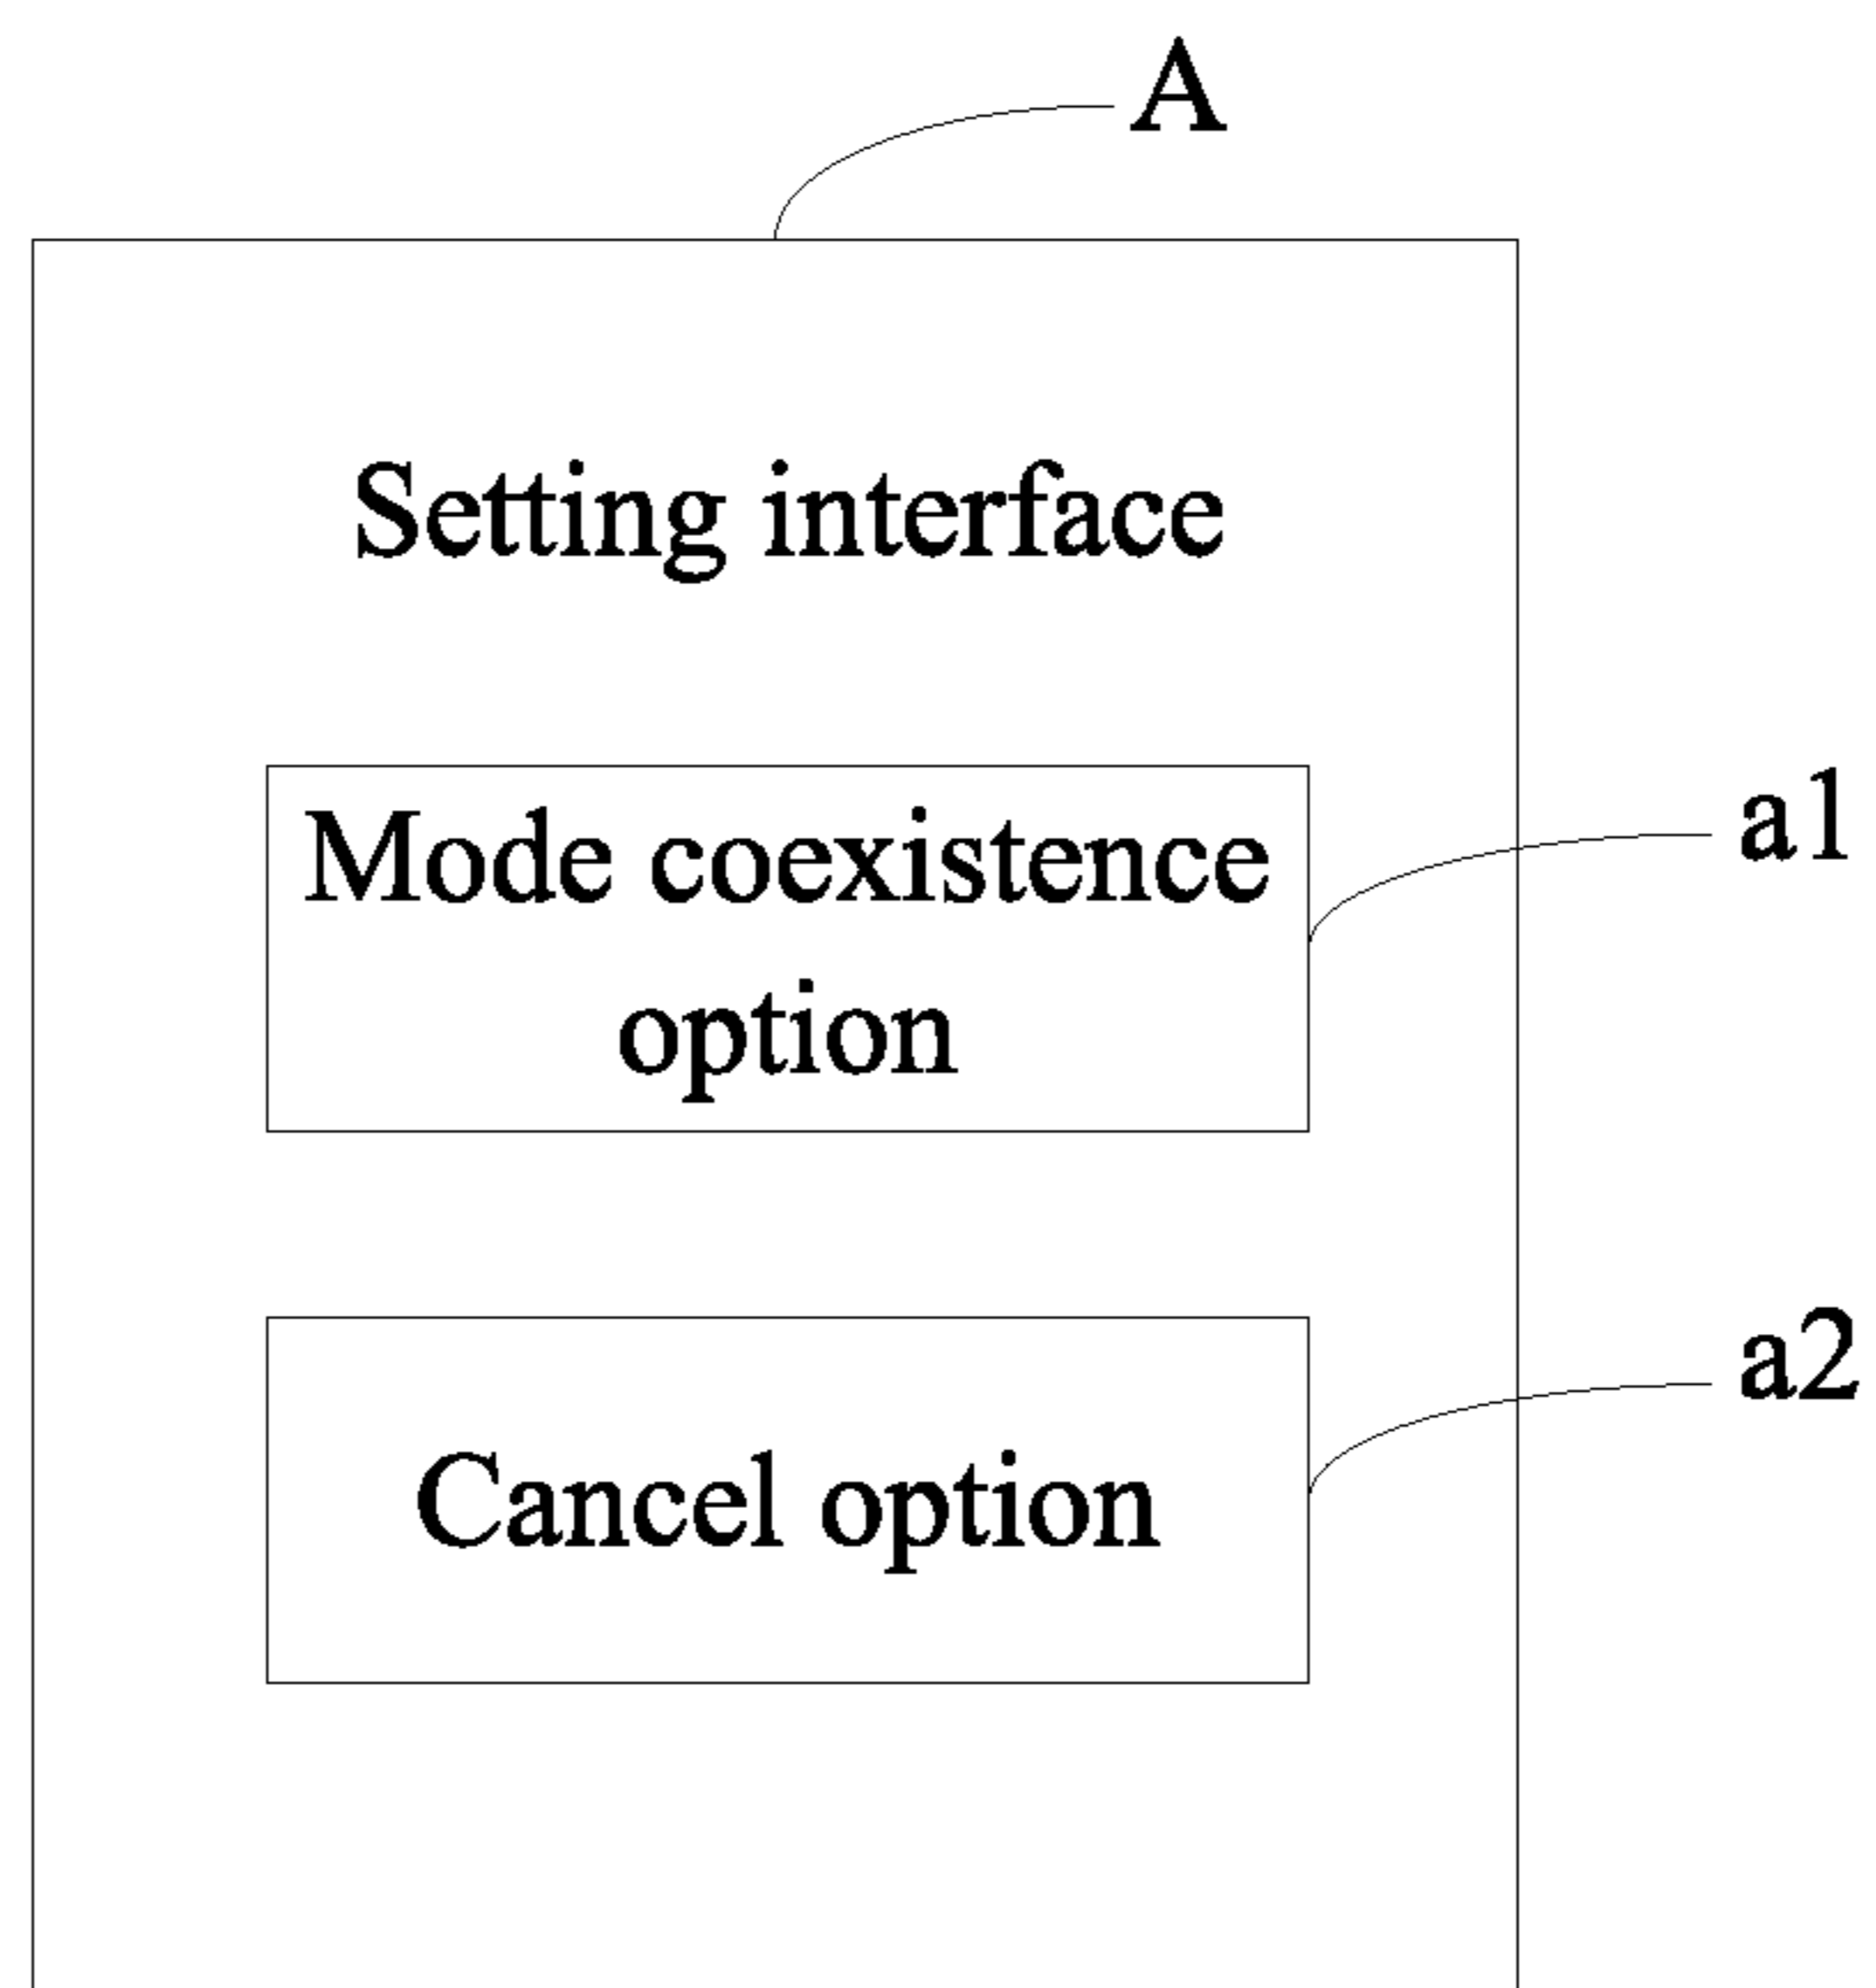 A
Setting interface
a1
Mode coexistence
option
a2
Cancel option